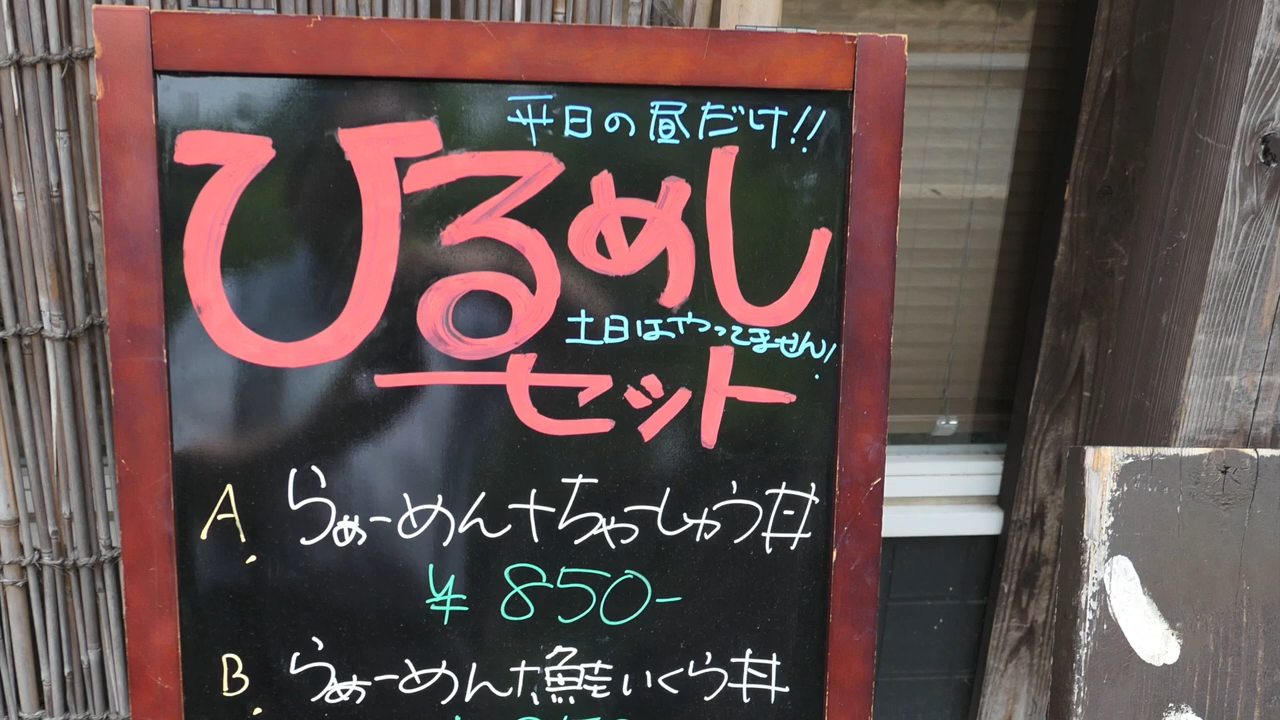 平日の昼だけ!!
ひるめし
土日はやってません!
セット
A. らぁーめん+ちゃーしゅう丼
¥850-
B. らぁーめん+鮭いくら丼